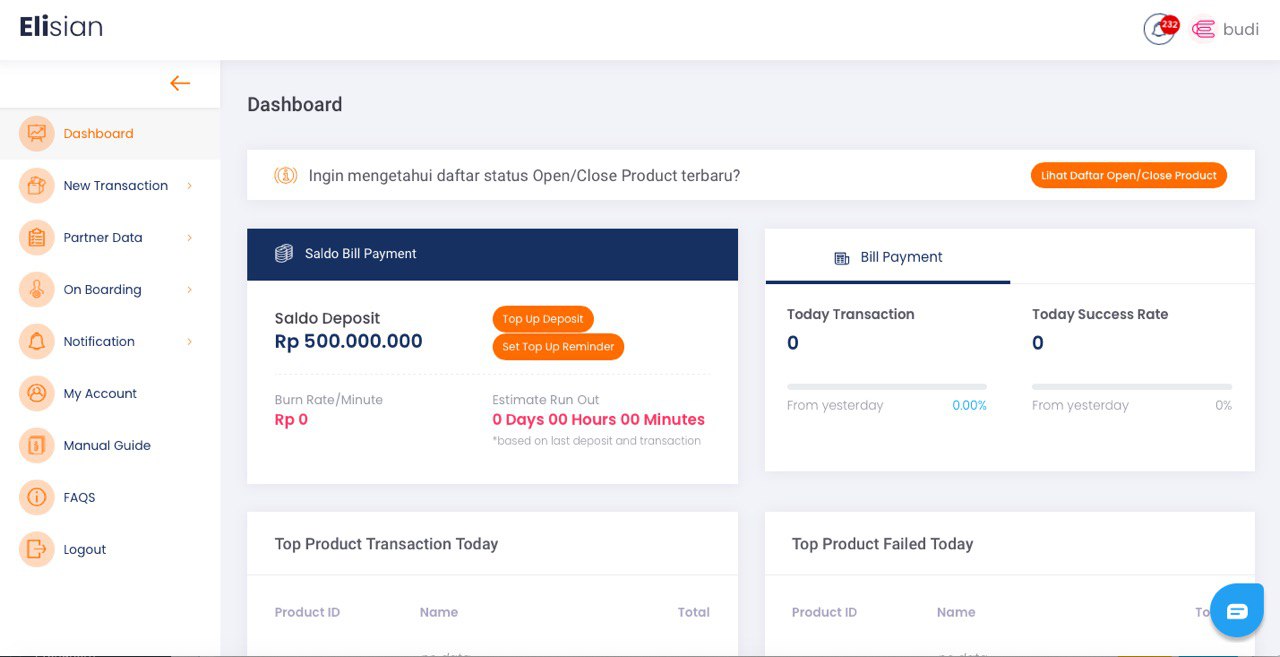 Elisian
232
budi
Dashboard
New Transaction
Partner Data
On Boarding
Notification
My Account
Manual Guide
FAQS
Logout
Dashboard
Ingin mengetahui daftar status Open/Close Product terbaru?
Lihat Daftar Open/Close Product
Saldo Bill Payment
Saldo Deposit
Rp 500.000.000
Top Up Deposit
Set Top Up Reminder
Burn Rate/Minute
Rp 0
Estimate Run Out
0 Days 00 Hours 00 Minutes
*based on last deposit and transaction
Bill Payment
Today Transaction
0
From yesterday 0.00%
Today Success Rate
0
From yesterday 0%
Top Product Transaction Today
Product ID Name Total
Top Product Failed Today
Product ID Name